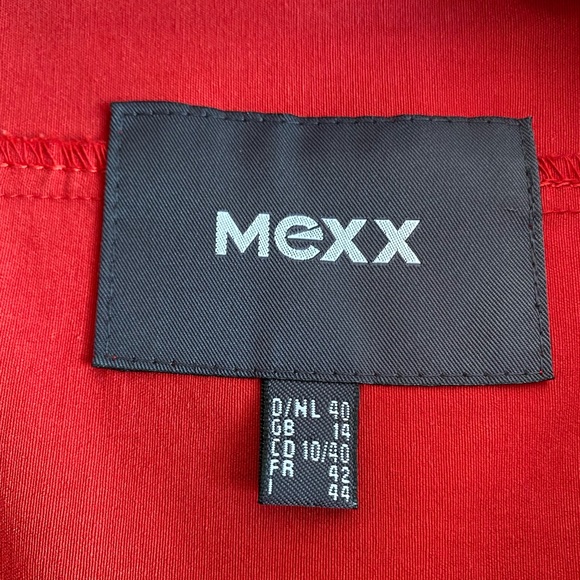 Mexx
D/NL 40
GB 14
CD 10/40
FR 42
I 44